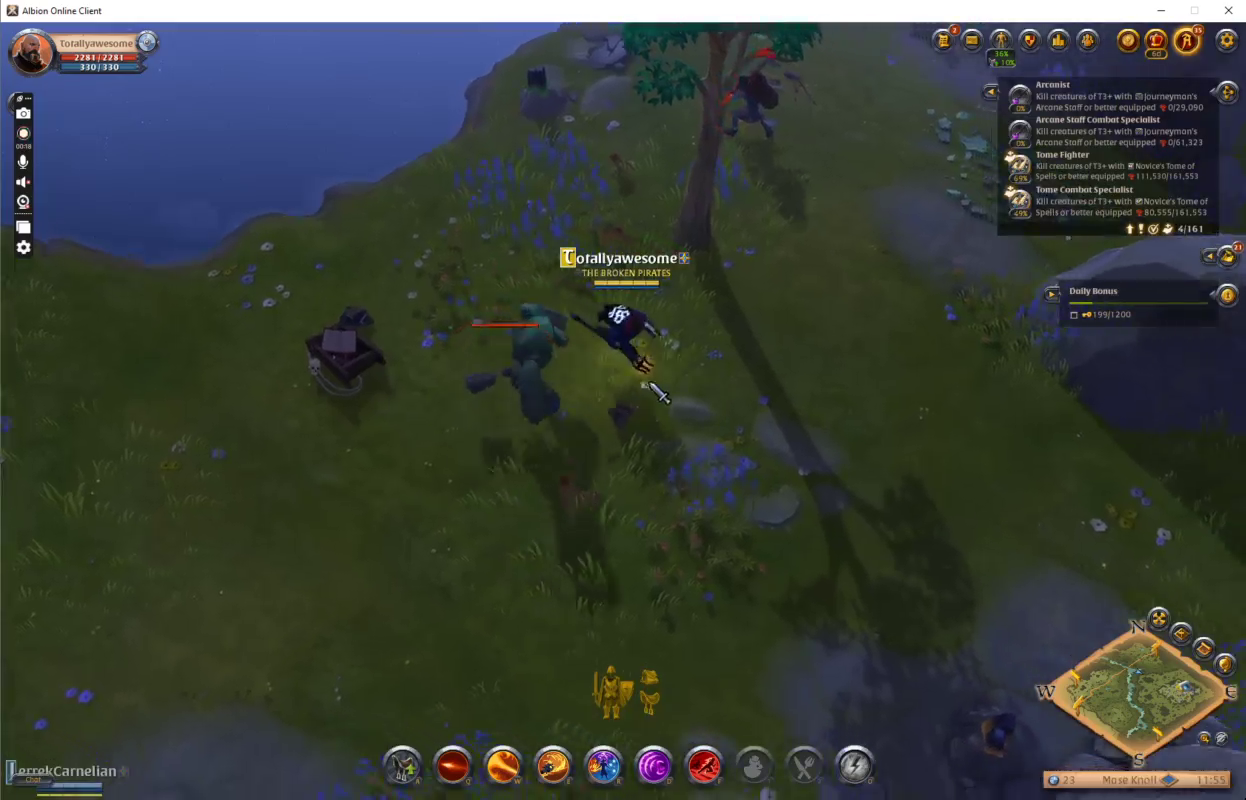 Albion Online Client
Totallyawesome
2281/2281
330/330
00:18
2
36%
10%
6d
35
Arcanist
Kill creatures of T3+ with Journeyman's
Arcane Staff or better equipped 0/29,090
0%
Arcane Staff Combat Specialist
Kill creatures of T3+ with Journeyman's
Arcane Staff or better equipped 0/61,323
0%
Tome Fighter
Kill creatures of T3+ with Novice's Tome of
Spells or better equipped 111,530/161,553
69%
Tome Combat Specialist
Kill creatures of T3+ with Novice's Tome of
Spells or better equipped 80,555/161,553
49%
4/161
21
Totallyawesome
THE BROKEN PIRATES
Daily Bonus
199/1200
N
W
E
S
errekCarnelian
Chat
A
Q
W
E
R
D
F
23
Mase Knoll
11:55